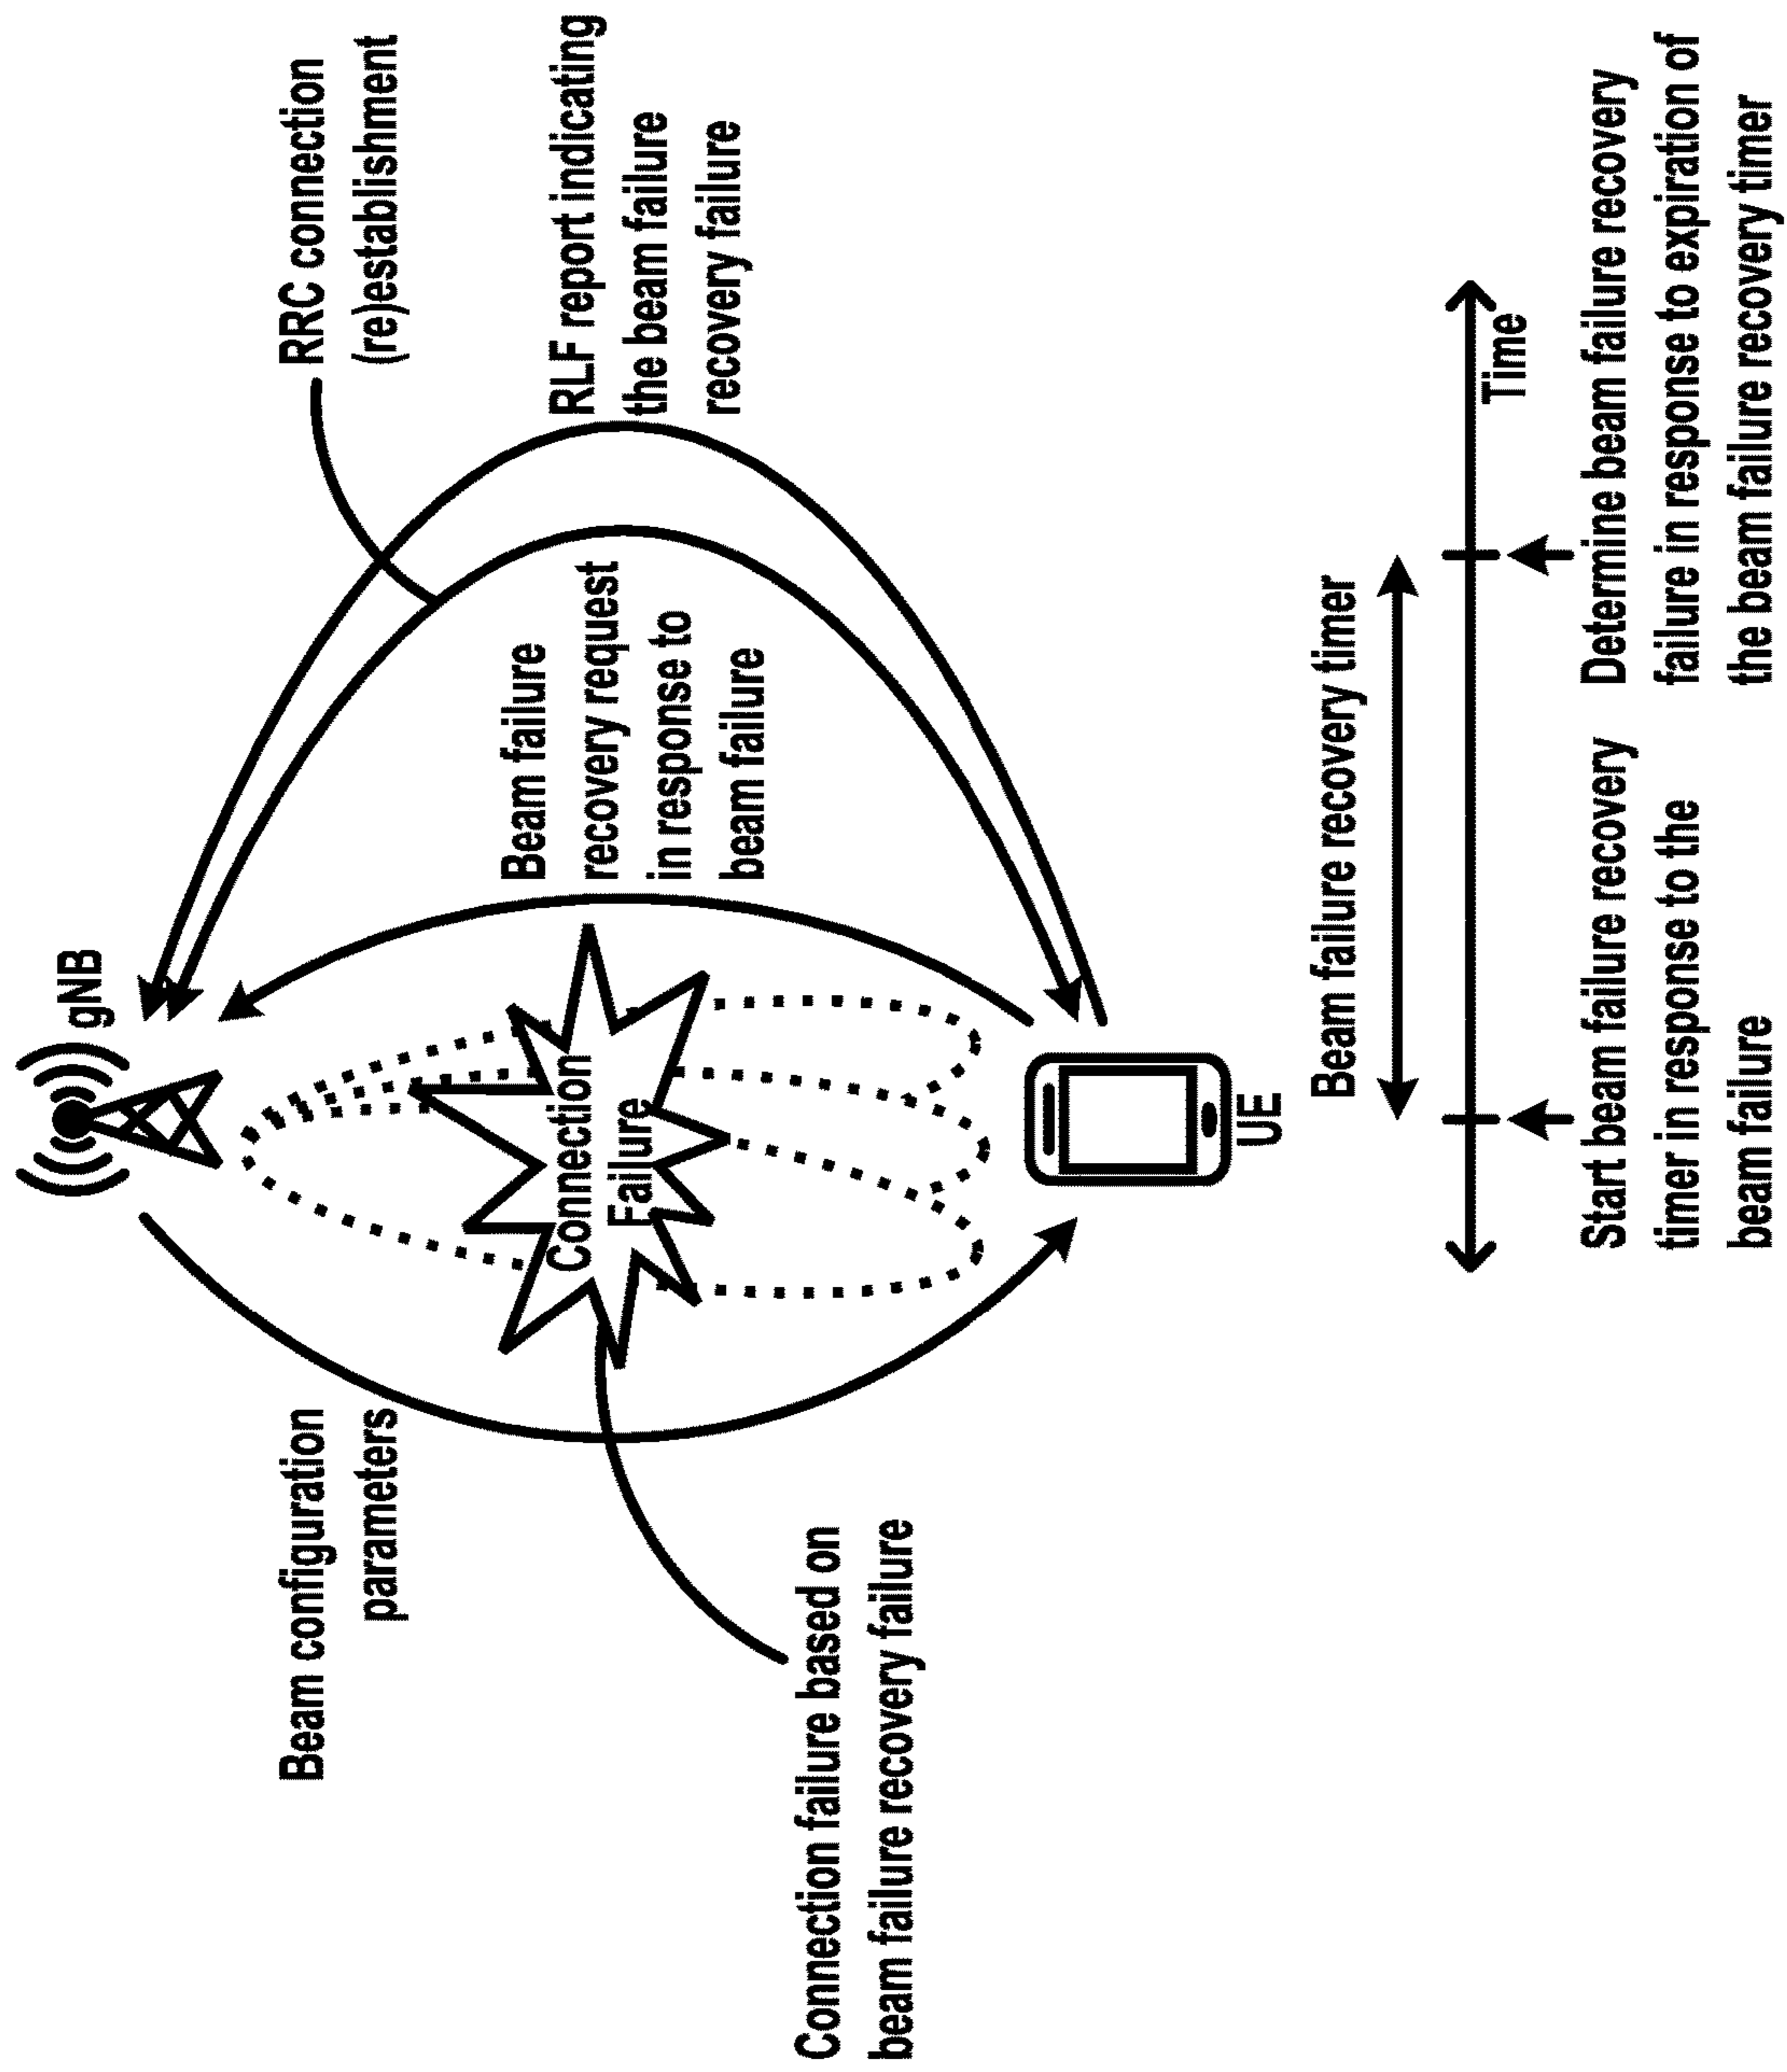 gNB
Beam configuration
parameters
RRC connection
(re)establishment
Connection
Failure
Beam failure
recovery request
in response to
beam failure
RLF report indicating
the beam failure
recovery failure
Connection failure based on
beam failure recovery failure
UE
Beam failure recovery timer
Time
Start beam failure recovery
timer in response to the
beam failure
Determine beam failure recovery
failure in response to expiration of
the beam failure recovery timer